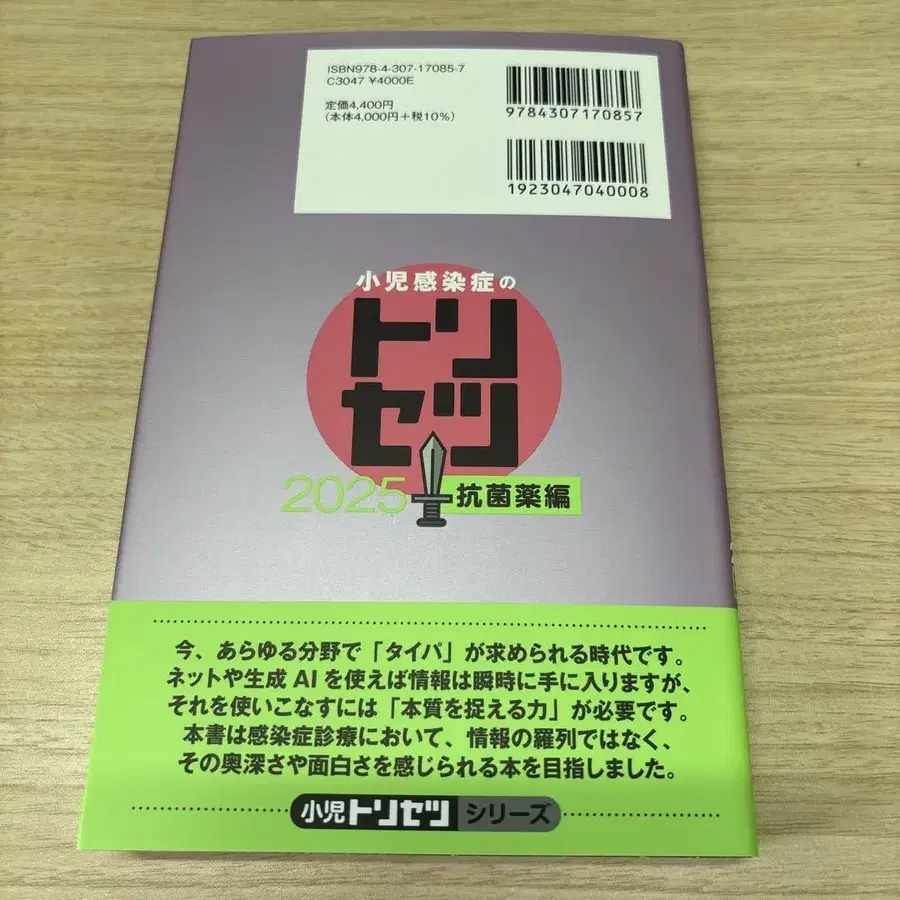 ISBN978-4-307-17085-7
C3047 ¥4000E
定価4,400円
（本体4,000円＋税10%）
9784307170857
1923047040008
小児感染症の
トリ
セツ
2025 抗菌薬編
今、あらゆる分野で「タイパ」が求められる時代です。
ネットや生成AIを使えば情報は瞬時に手に入りますが、
それを使いこなすには「本質を捉える力」が必要です。
本書は感染症診療において、情報の羅列ではなく、
その奥深さや面白さを感じられる本を目指しました。
小児トリセツシリーズ